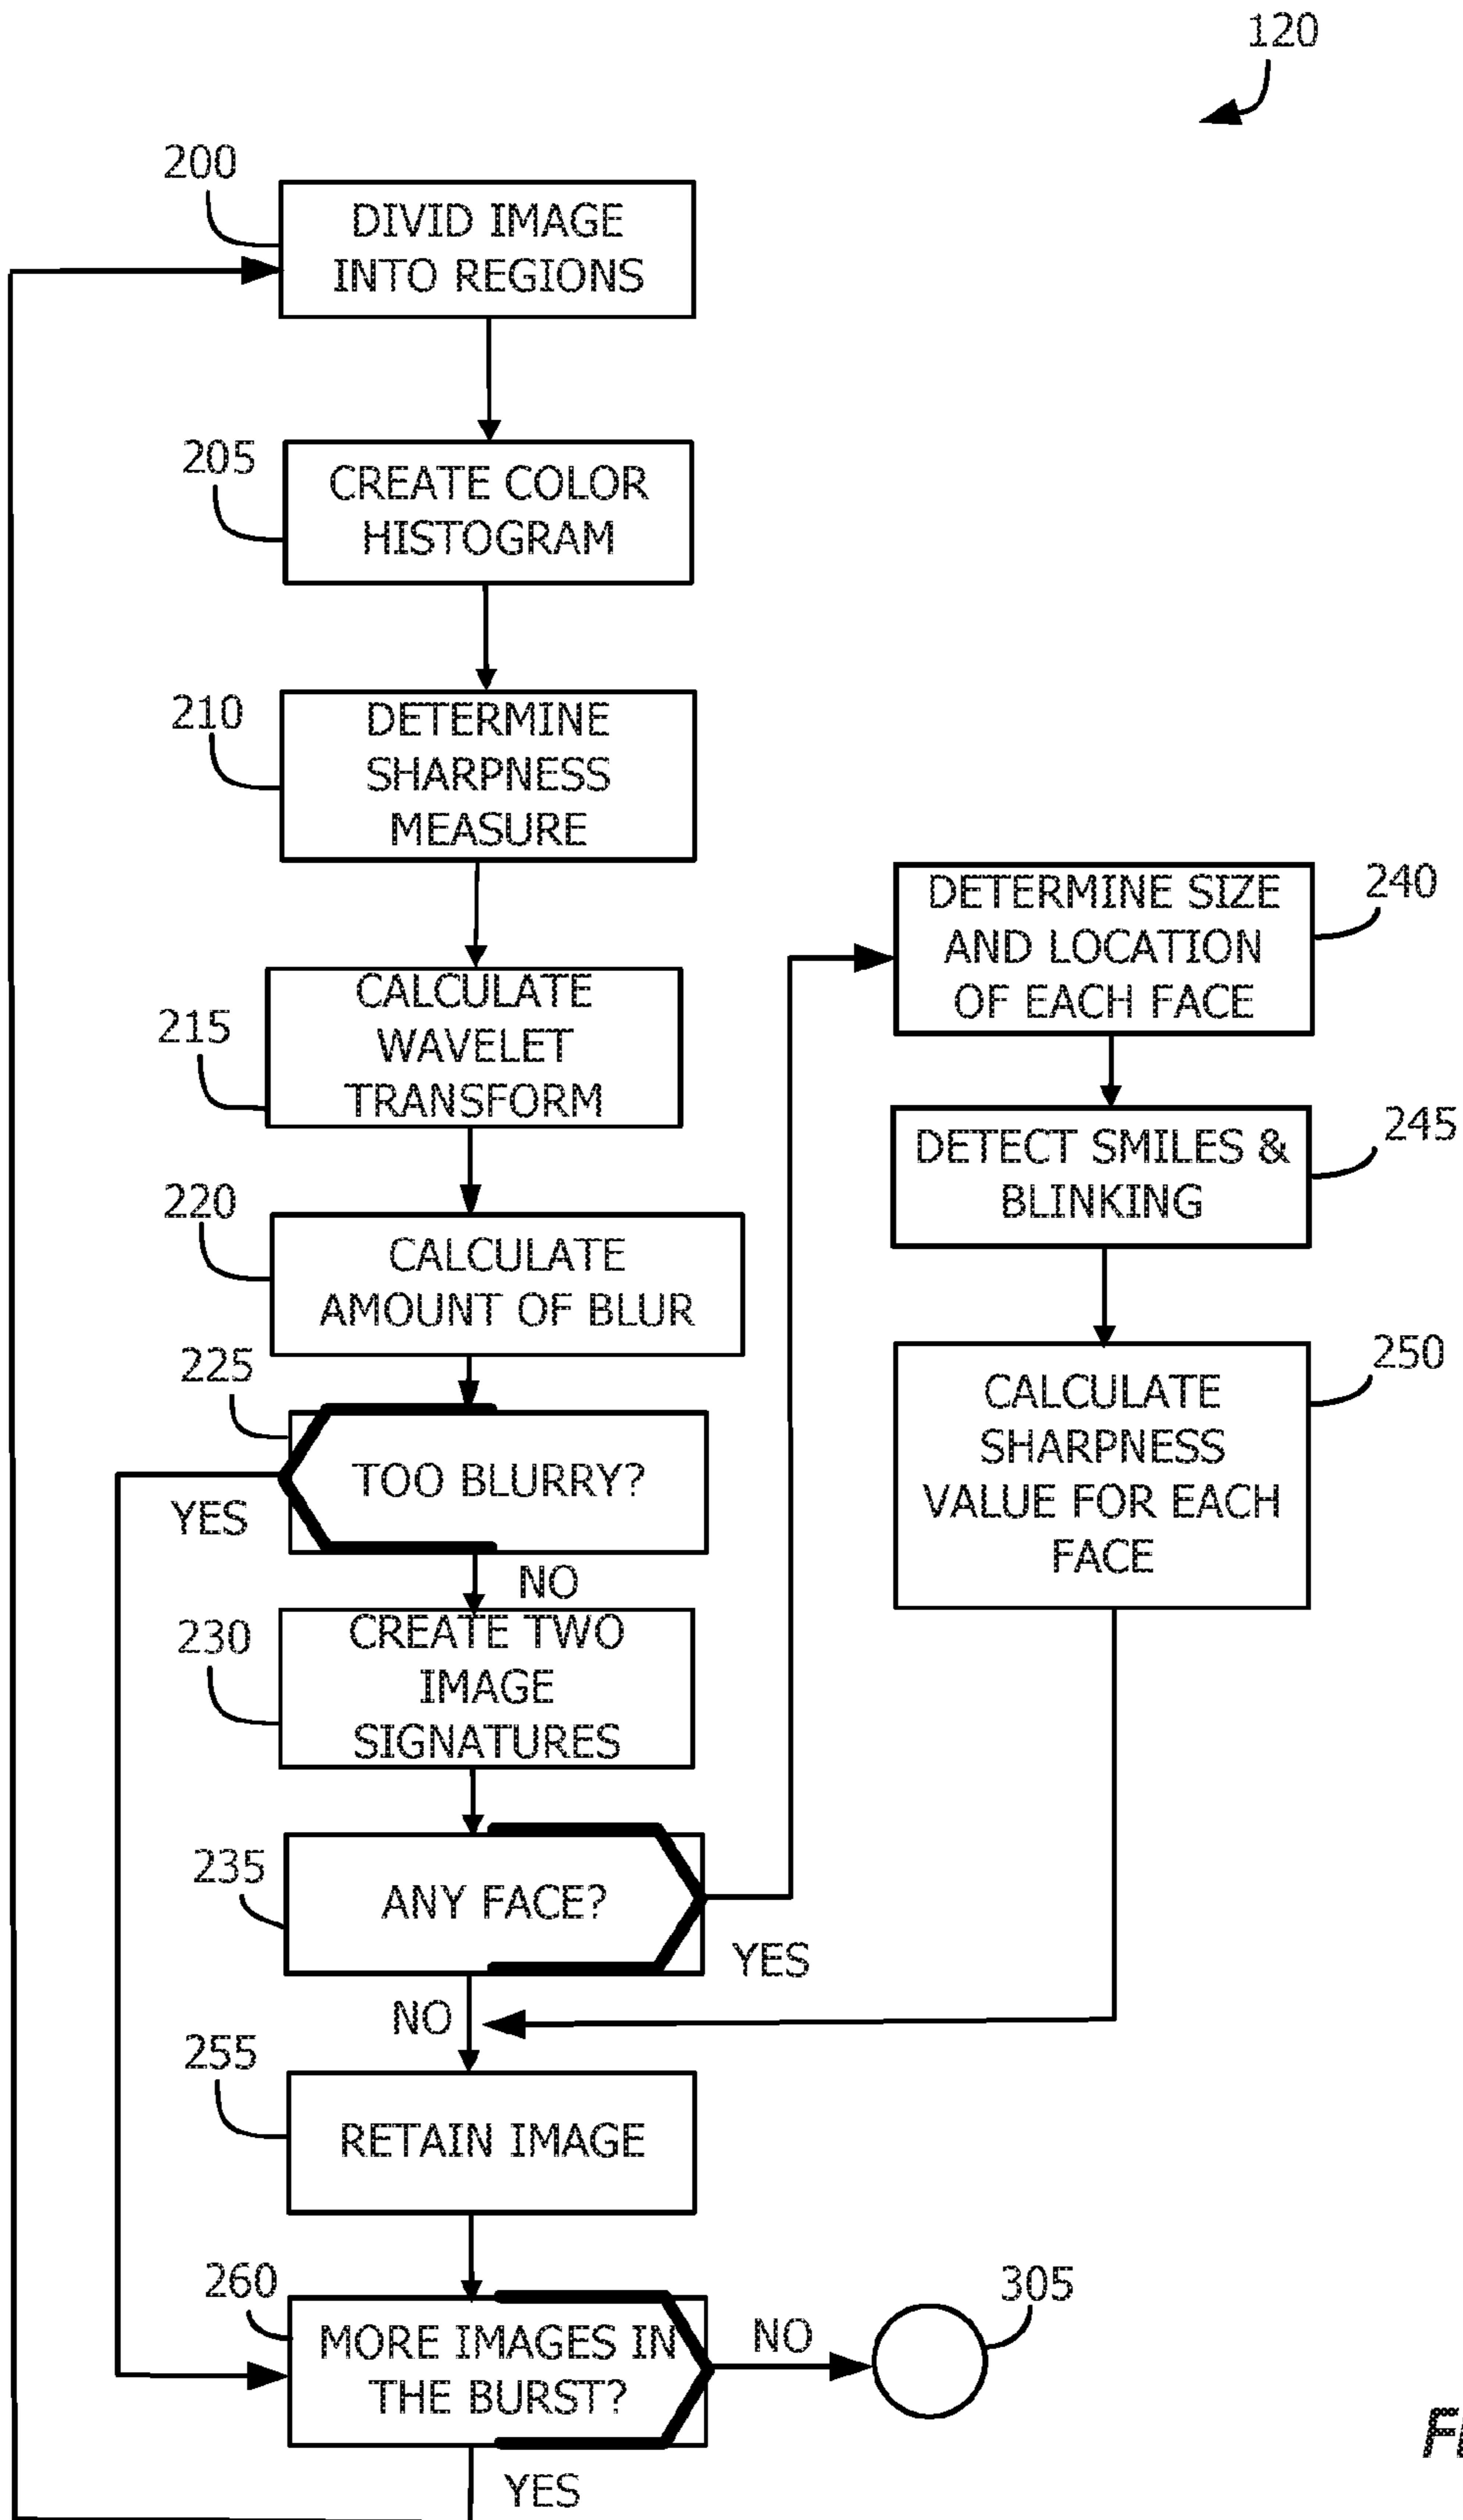 120
200
DIVID IMAGE
INTO REGIONS
205
CREATE COLOR
HISTOGRAM
210
DETERMINE
SHARPNESS
MEASURE
215
CALCULATE
WAVELET
TRANSFORM
220
CALCULATE
AMOUNT OF BLUR
225
TOO BLURRY?
YES
NO
230
CREATE TWO
IMAGE
SIGNATURES
235
ANY FACE?
YES
NO
240
DETERMINE SIZE
AND LOCATION
OF EACH FACE
245
DETECT SMILES &
BLINKING
250
CALCULATE
SHARPNESS
VALUE FOR EACH
FACE
255
RETAIN IMAGE
260
MORE IMAGES IN
THE BURST?
NO
305
YES